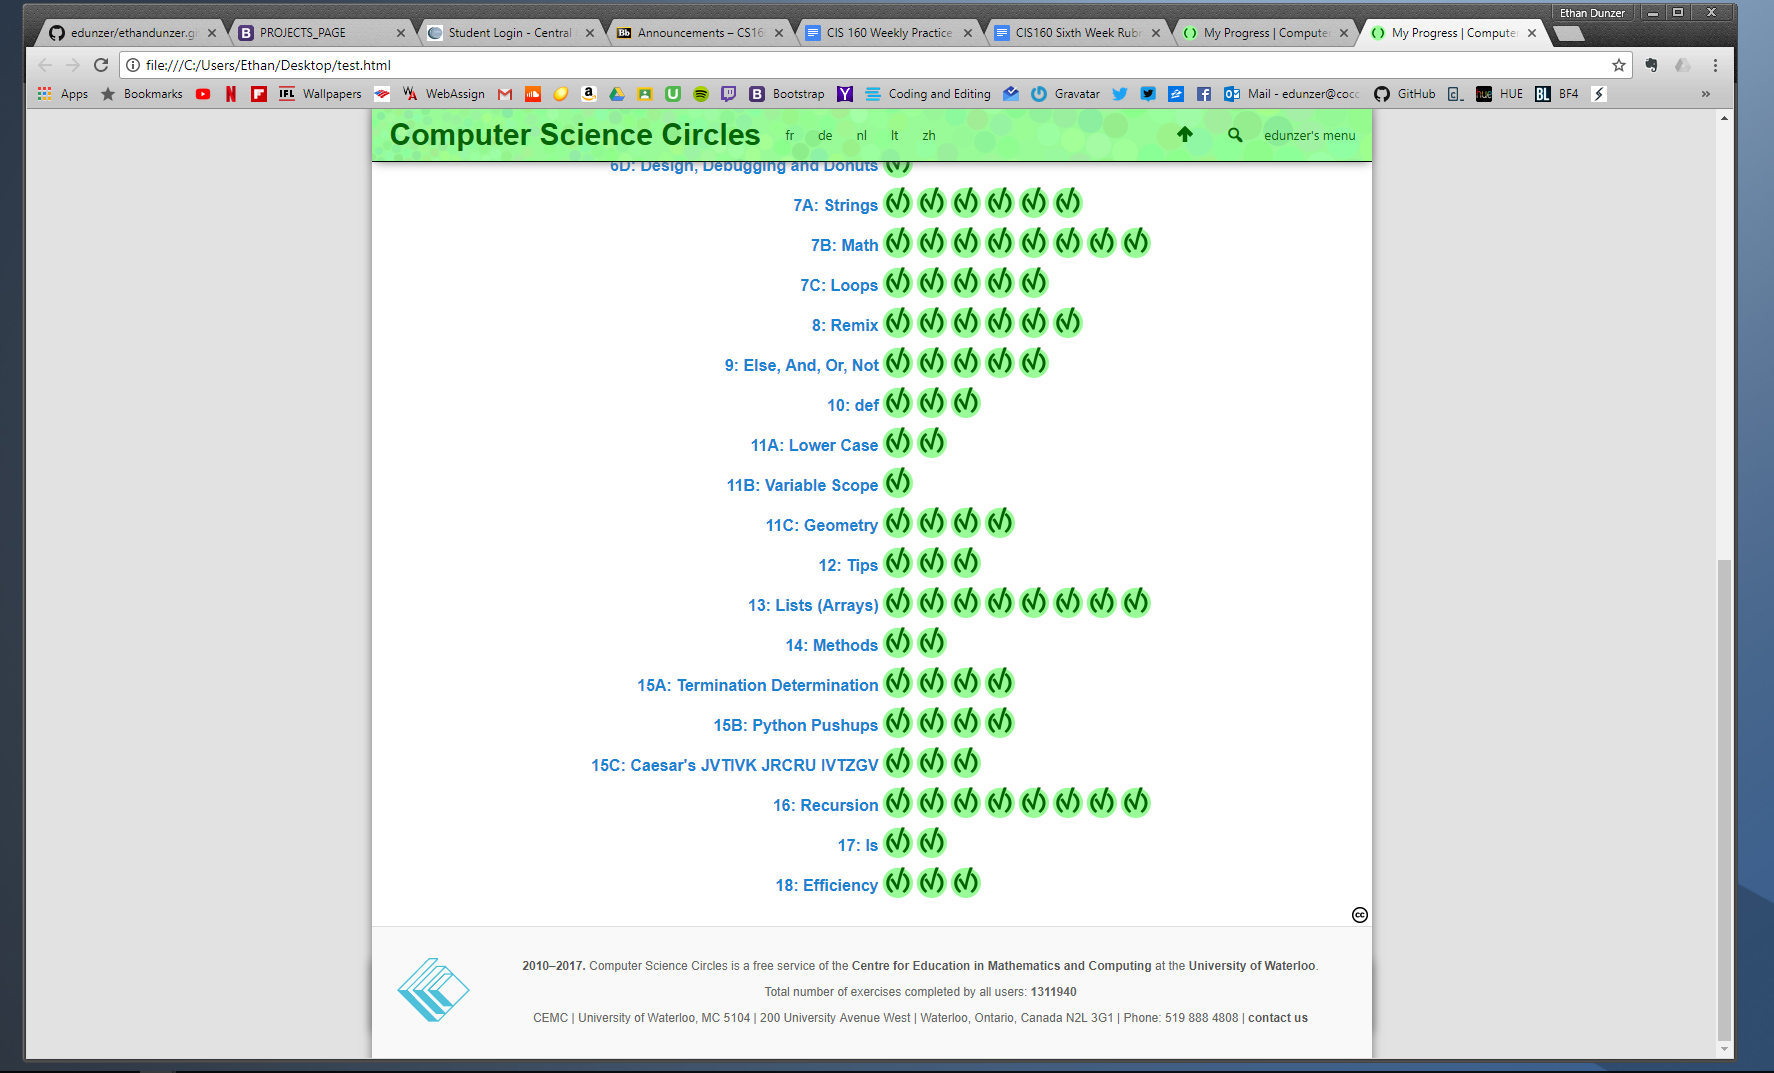 Ethan Dunzer
edunzer/ethandunzer.gi
PROJECTS_PAGE
Student Login - Central
Announcements – CS16
CIS 160 Weekly Practice
CIS160 Sixth Week Rubr
My Progress | Compute
My Progress | Compute
file:///C:/Users/Ethan/Desktop/test.html
Apps Bookmarks IFL Wallpapers WebAssign Bootstrap Coding and Editing Gravatar Mail - edunzer@cocc GitHub HUE BL BF4 »
Computer Science Circles fr de nl lt zh edunzer's menu
6D: Design, Debugging and Donuts
7A: Strings
7B: Math
7C: Loops
8: Remix
9: Else, And, Or, Not
10: def
11A: Lower Case
11B: Variable Scope
11C: Geometry
12: Tips
13: Lists (Arrays)
14: Methods
15A: Termination Determination
15B: Python Pushups
15C: Caesar's JVTIVK JRCRU IVTZGV
16: Recursion
17: Is
18: Efficiency
cc
2010–2017. Computer Science Circles is a free service of the Centre for Education in Mathematics and Computing at the University of Waterloo.
Total number of exercises completed by all users: 1311940
CEMC | University of Waterloo, MC 5104 | 200 University Avenue West | Waterloo, Ontario, Canada N2L 3G1 | Phone: 519 888 4808 | contact us